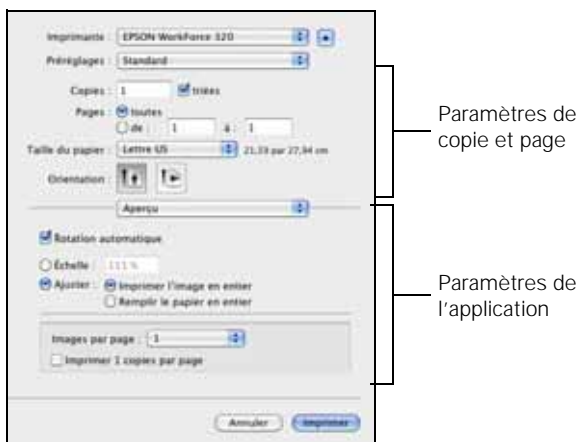 Imprimante : EPSON WorkForce 320
Préréglages : Standard
Copies : 1 triées
Pages : toutes
de : 1 à : 1
Taille du papier : Lettre US 21,59 par 27,94 cm
Orientation :
Aperçu
Rotation automatique
Échelle : 111 %
Ajuster : Imprimer l'image en entier
Remplir le papier en entier
Images par page : 1
Imprimer 1 copies par page
Annuler Imprimer
Paramètres de
copie et page
Paramètres de
l'application